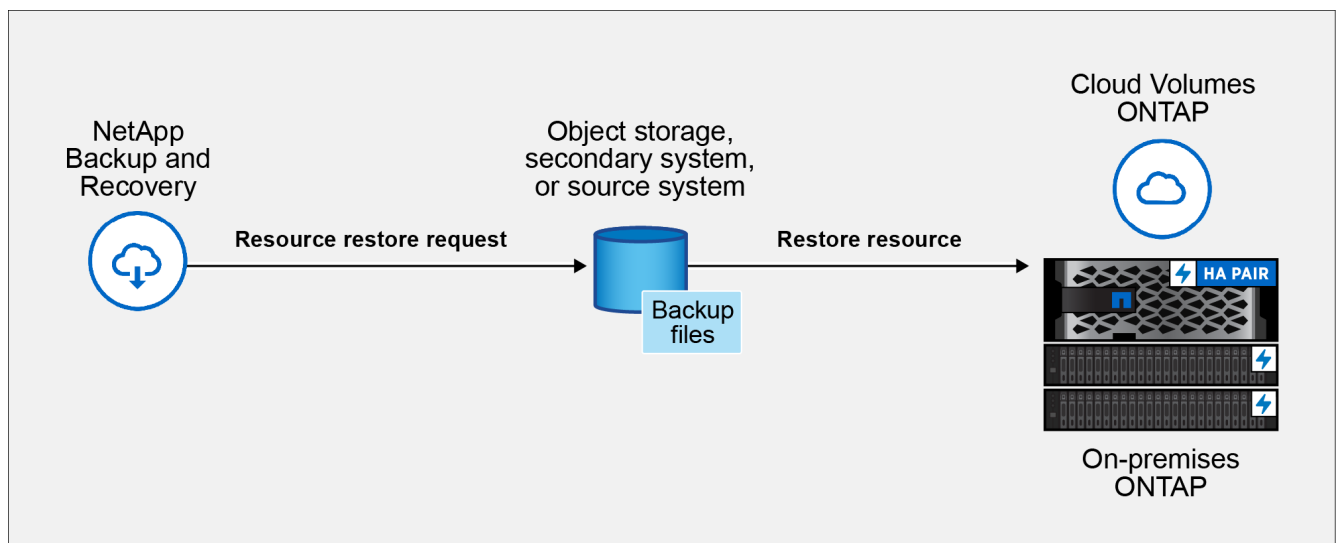 NetApp
Backup and
Recovery
Resource restore request
Object storage,
secondary system,
or source system
Backup
files
Restore resource
Cloud Volumes
ONTAP
HA PAIR
On-premises
ONTAP